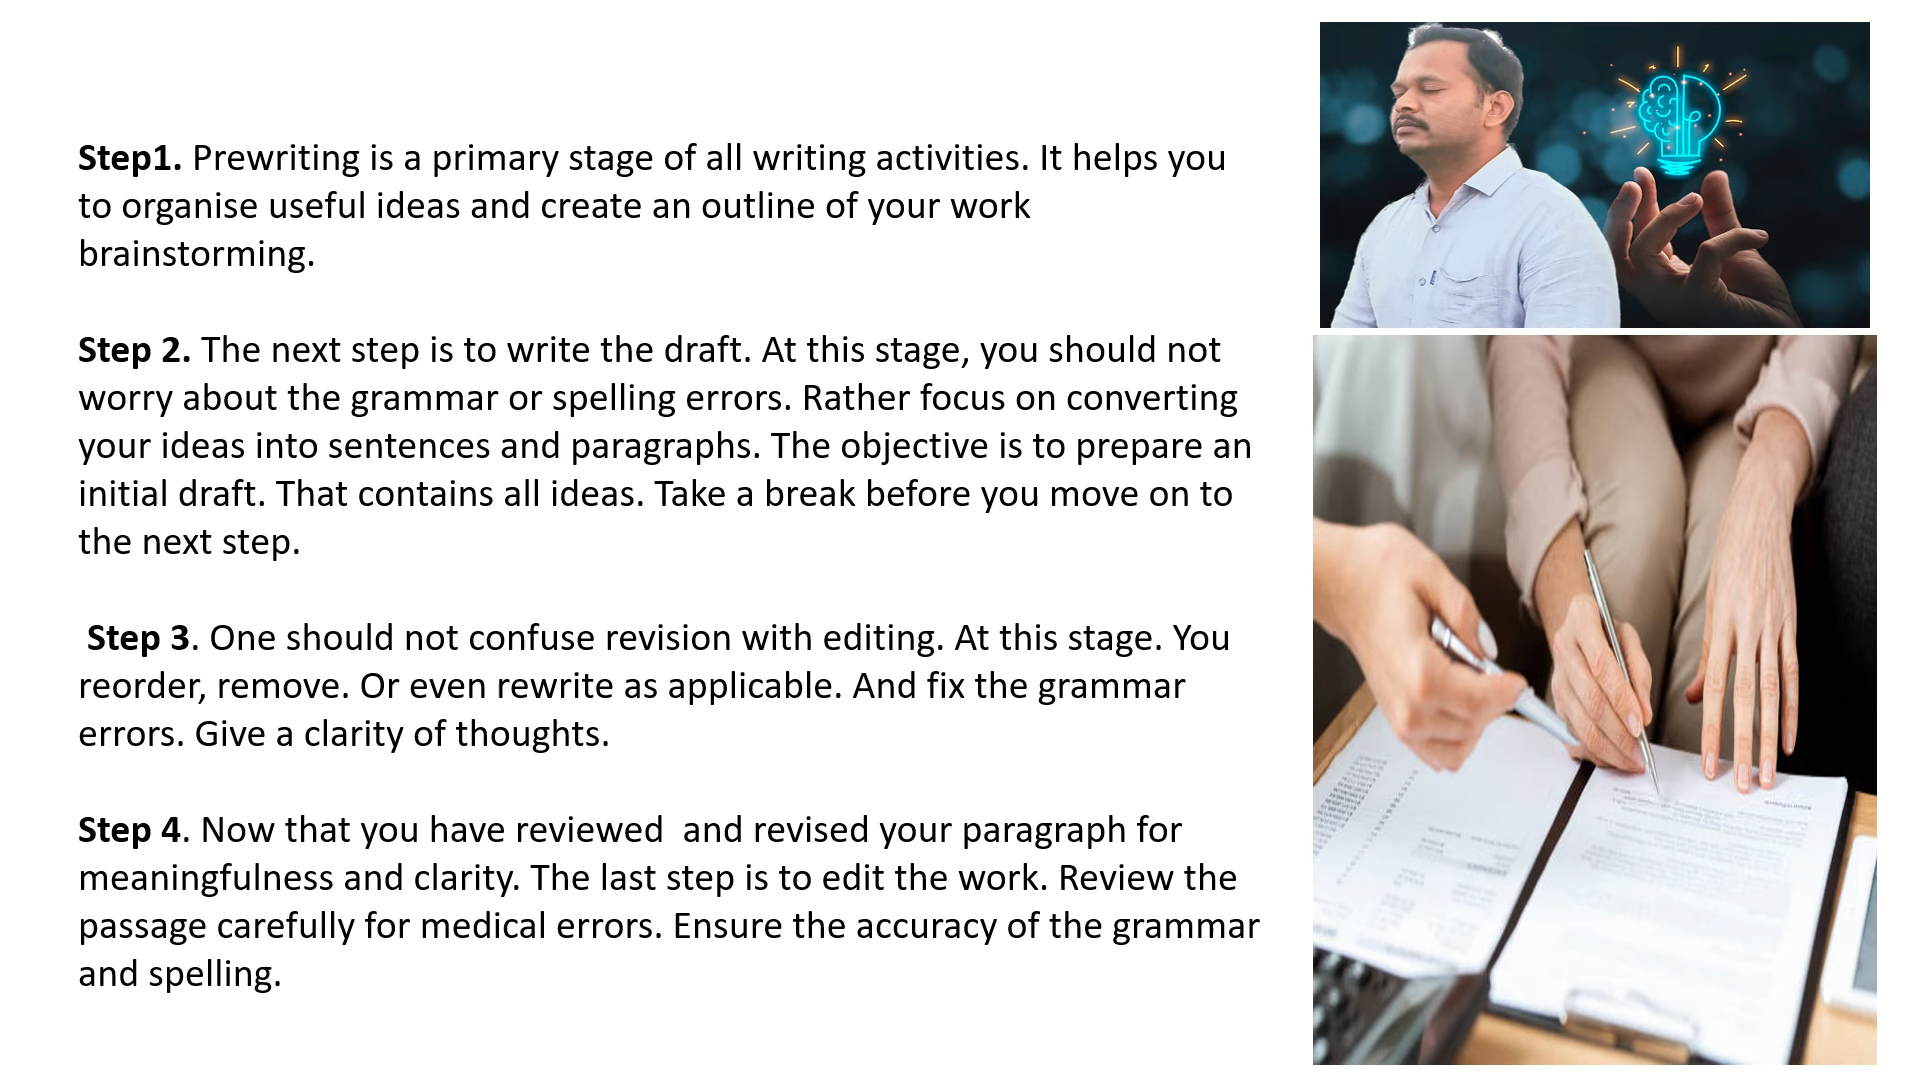 Step1. Prewriting is a primary stage of all writing activities. It helps you
to organise useful ideas and create an outline of your work
brainstorming.
Step 2. The next step is to write the draft. At this stage, you should not
worry about the grammar or spelling errors. Rather focus on converting
your ideas into sentences and paragraphs. The objective is to prepare an
initial draft. That contains all ideas. Take a break before you move on to
the next step.
Step 3. One should not confuse revision with editing. At this stage. You
reorder, remove. Or even rewrite as applicable. And fix the grammar
errors. Give a clarity of thoughts.
Step 4. Now that you have reviewed  and revised your paragraph for
meaningfulness and clarity. The last step is to edit the work. Review the
passage carefully for medical errors. Ensure the accuracy of the grammar
and spelling.